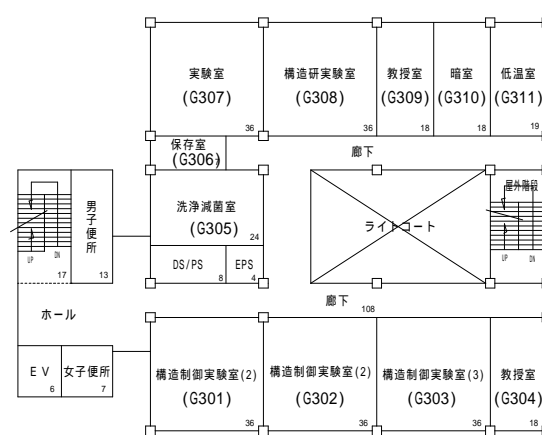 実験室
(G307)
36
構造研実験室
(G308)
36
教授室
(G309)
18
暗室
(G310)
18
低温室
(G311)
19
保存室
(G306)
廊下
洗浄滅菌室
(G305)
24
男子便所
13
UP
DN
17
DS/PS
8
EPS
4
ライトコート
屋外階段
UP
DN
ホール
廊下
108
EV
6
女子便所
7
構造制御実験室(2)
(G301)
36
構造制御実験室(2)
(G302)
36
構造制御実験室(3)
(G303)
36
教授室
(G304)
18